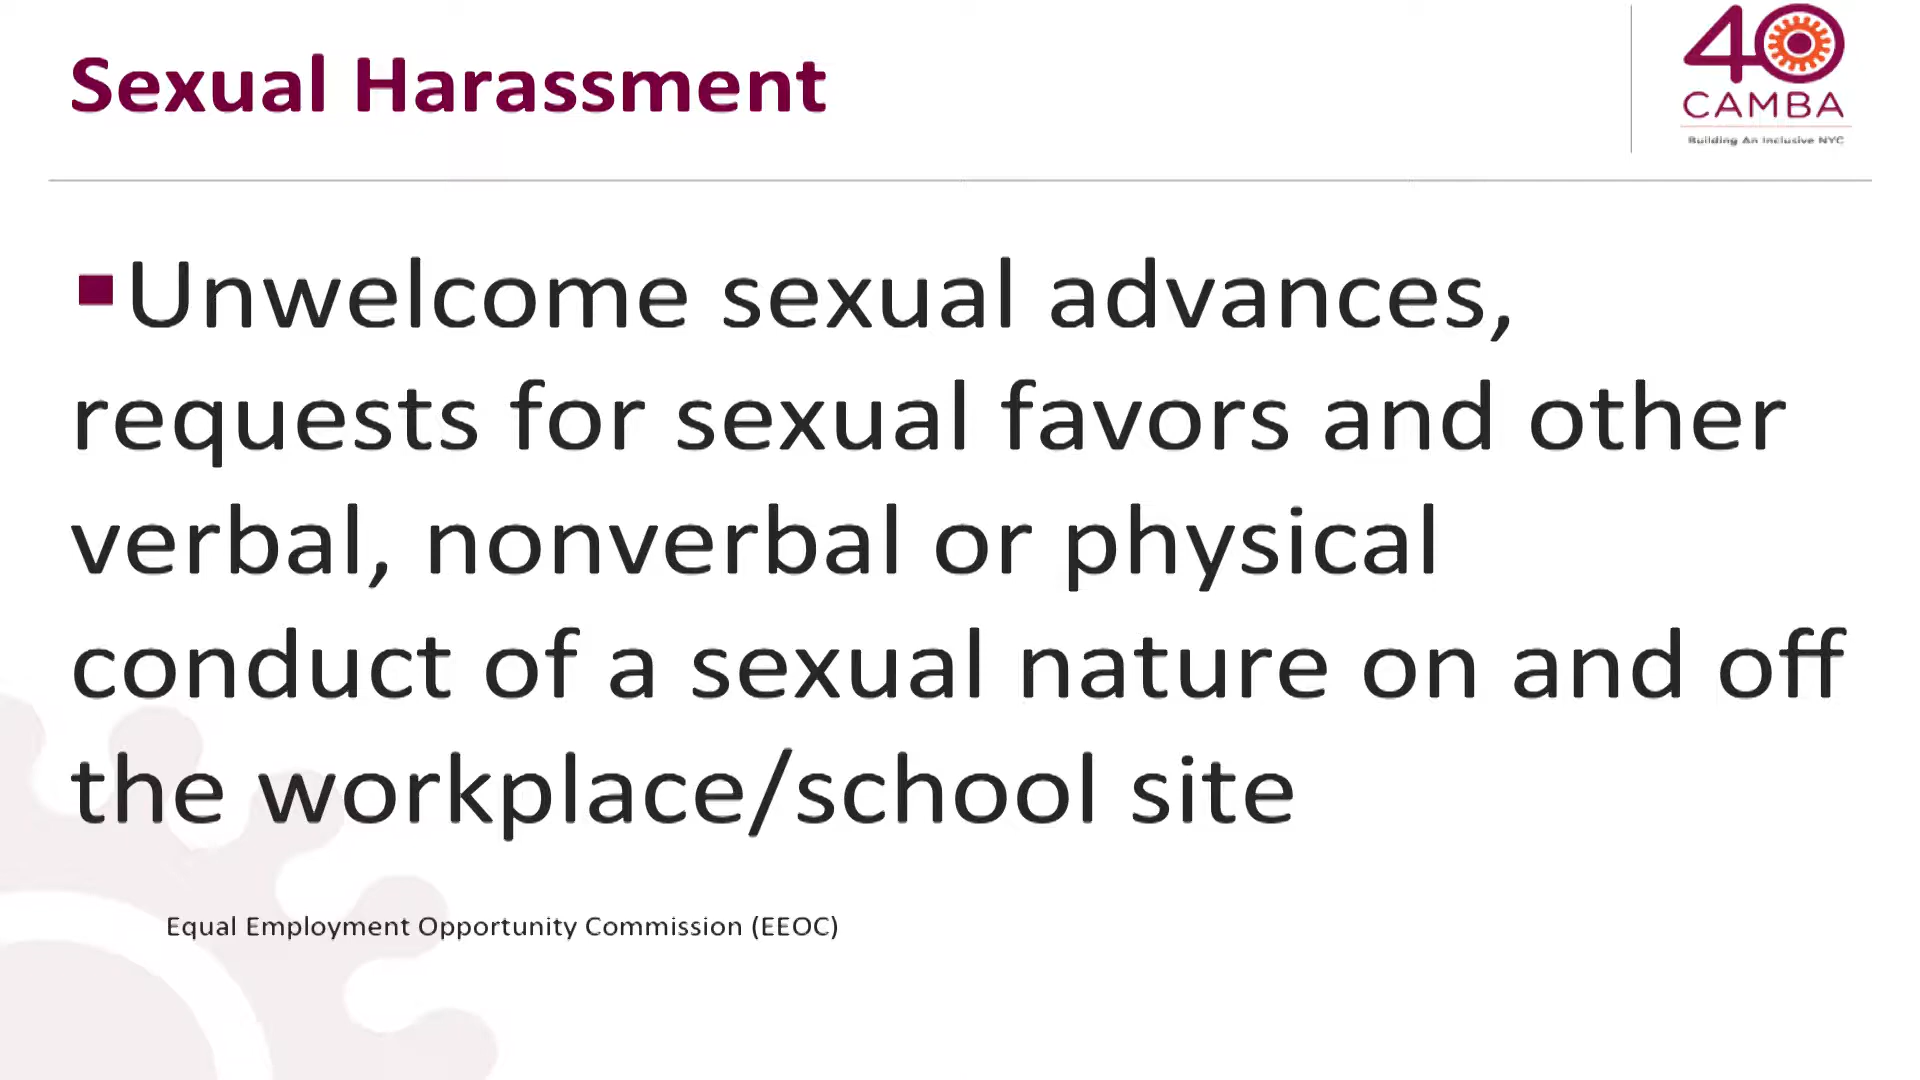 Sexual Harassment
40
CAMBA
Building An Inclusive NYC
▪Unwelcome sexual advances,
requests for sexual favors and other
verbal, nonverbal or physical
conduct of a sexual nature on and off
the workplace/school site
Equal Employment Opportunity Commission (EEOC)